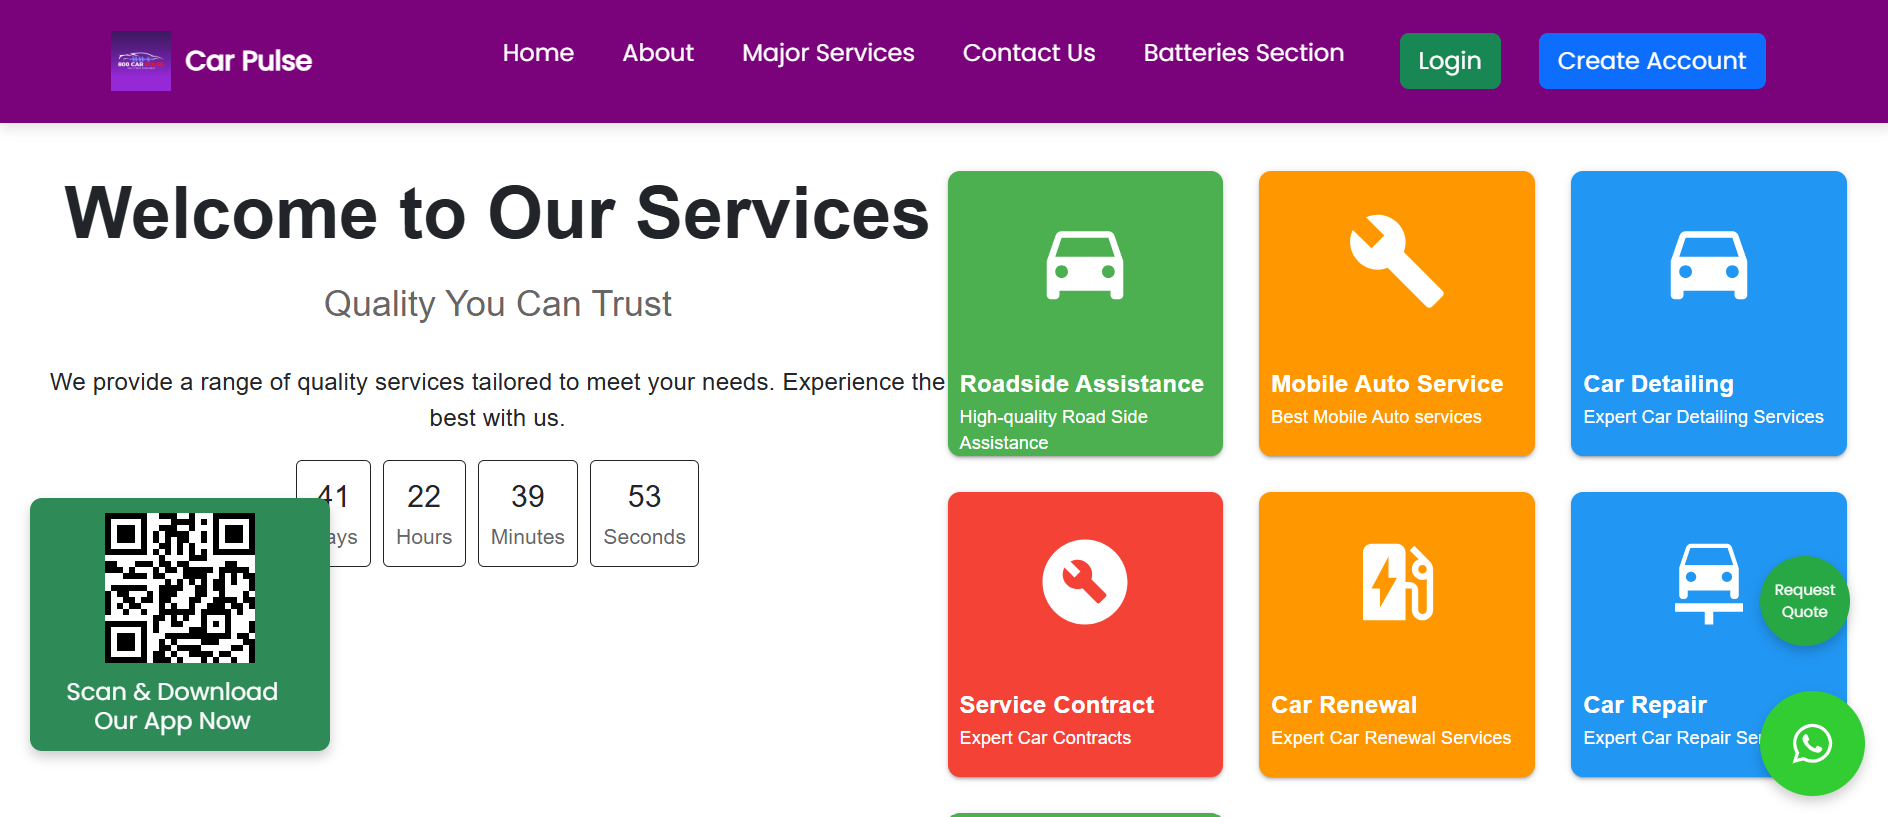 800 CAR
Car Pulse
Home
About
Major Services
Contact Us
Batteries Section
Login
Create Account
Welcome to Our Services
Quality You Can Trust
We provide a range of quality services tailored to meet your needs. Experience the
best with us.
41
ays
22
Hours
39
Minutes
53
Seconds
Scan & Download
Our App Now
Roadside Assistance
High-quality Road Side
Assistance
Mobile Auto Service
Best Mobile Auto services
Car Detailing
Expert Car Detailing Services
Service Contract
Expert Car Contracts
Car Renewal
Expert Car Renewal Services
Car Repair
Expert Car Repair Ser
Request
Quote